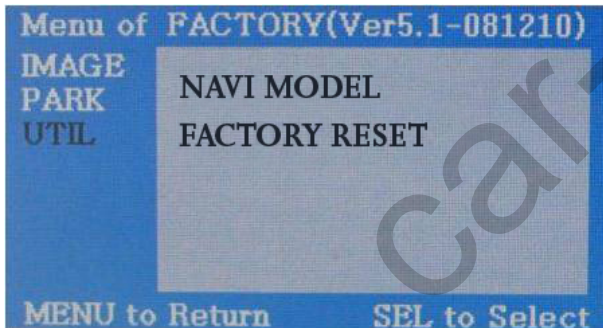 Menu of FACTORY(Ver5.1-081210)
IMAGE
PARK
UTIL
NAVI MODEL
FACTORY RESET
MENU to Return
SEL to Select
car-